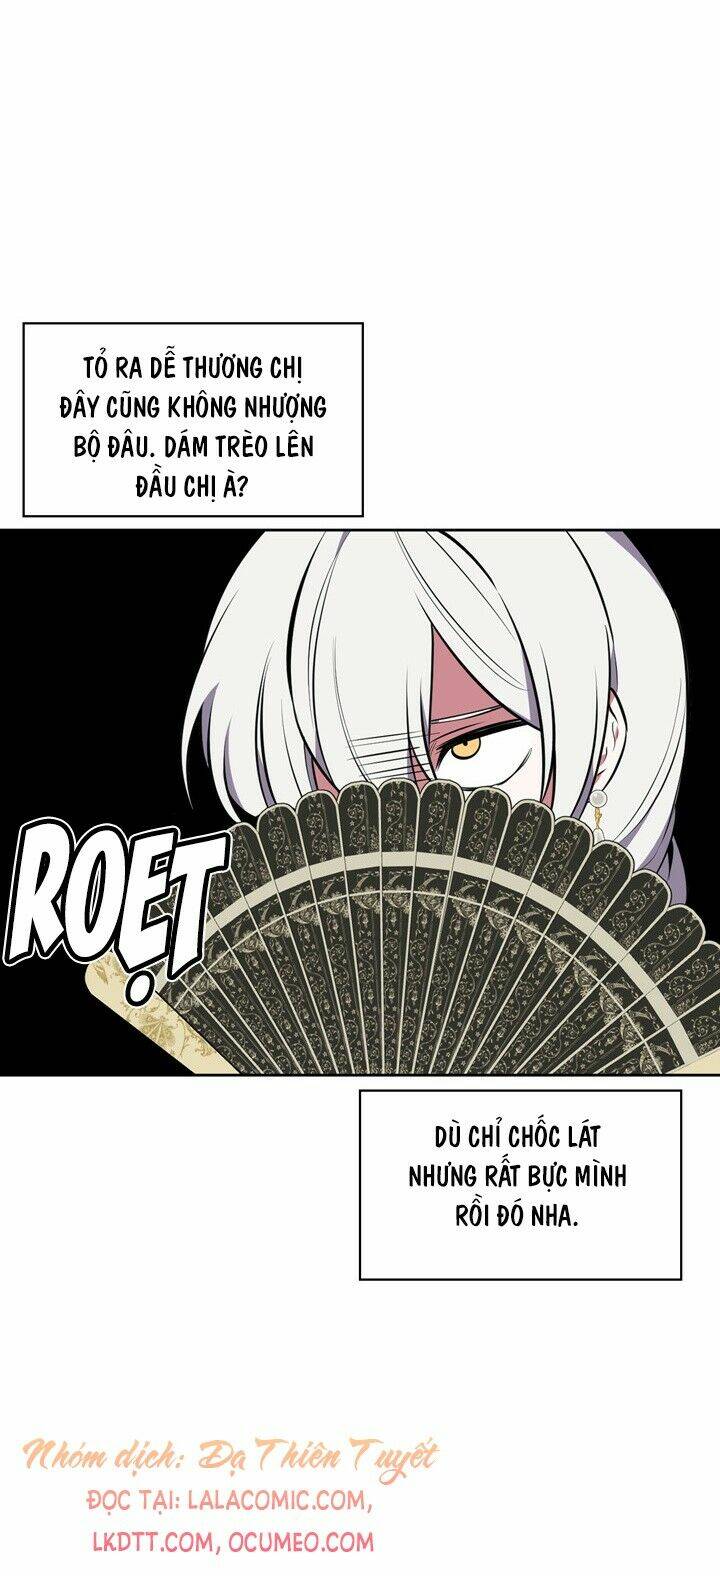 TỎ RA DỄ THƯƠNG CHỊ
ĐÂY CŨNG KHÔNG NHƯỢNG
BỘ ĐÂU. DÁM TRÈO LÊN
ĐẦU CHỊ À?
ROẸT
DÙ CHỈ CHỐC LÁT
NHƯNG RẤT BỰC MÌNH
RỒI ĐÓ NHA.
Nhóm dịch: Dạ Thiên Tuyết
ĐỌC TẠI: LALACOMIC.COM,
LKDTT.COM, OCUMEO.COM